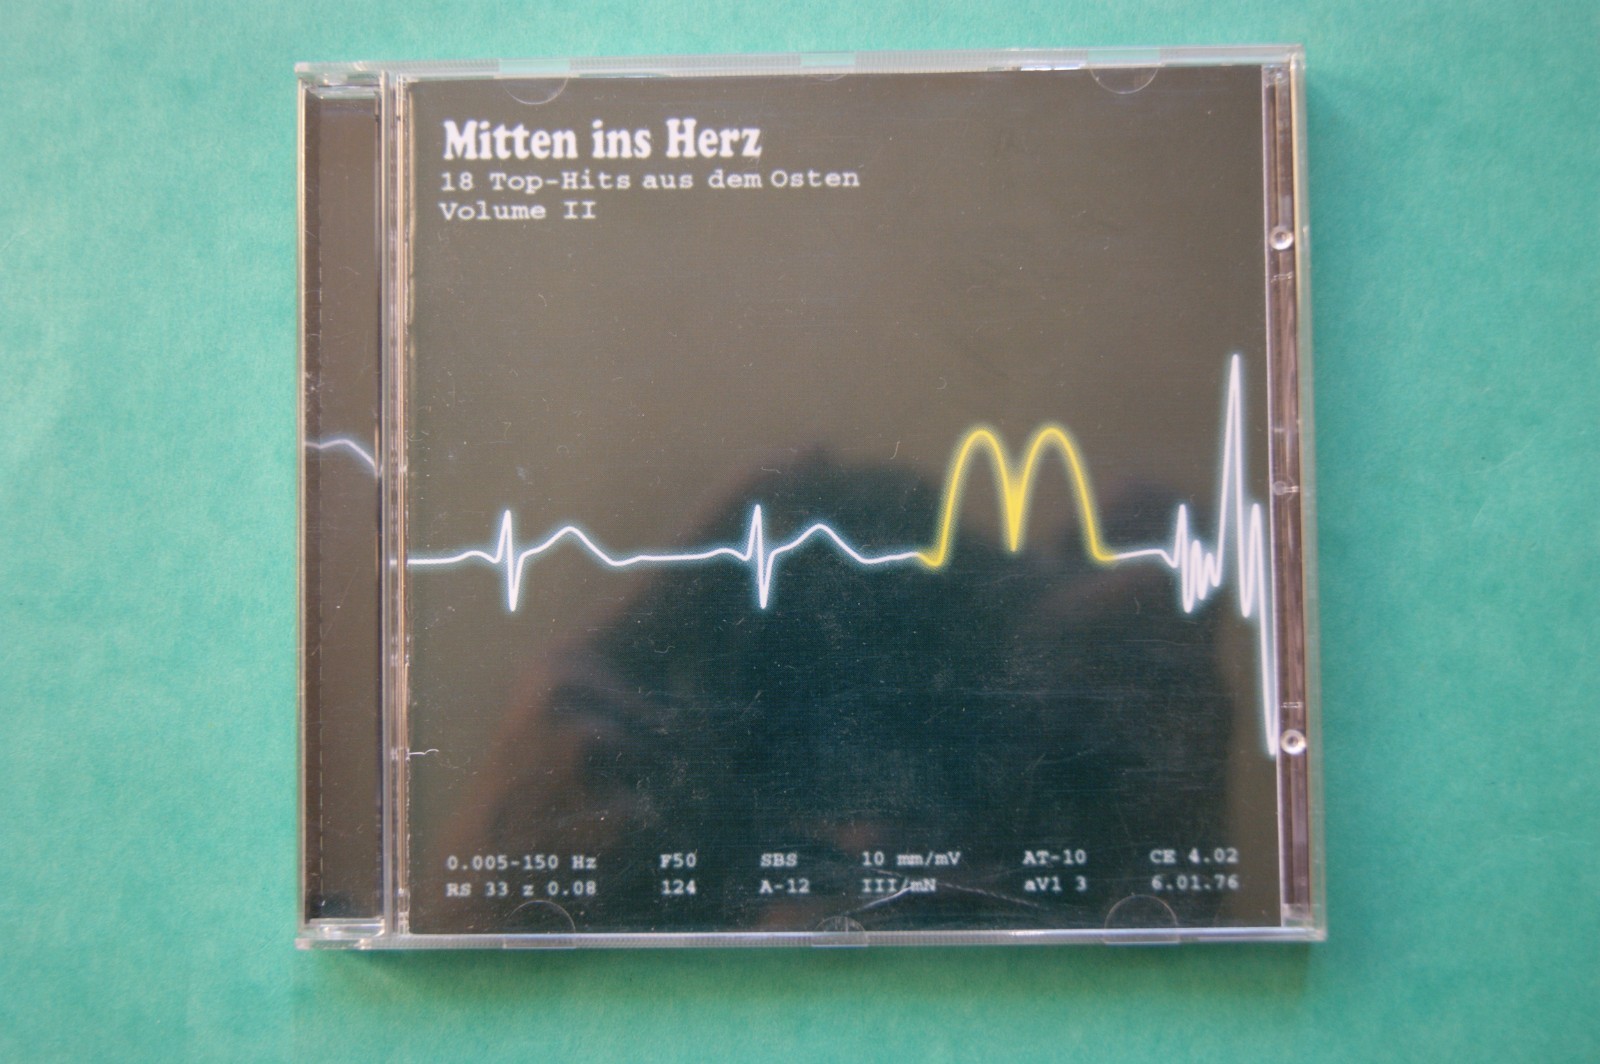 Mitten ins Herz
18 Top-Hits aus dem Osten
Volume II
0.005-150 Hz F50 SBS 10 mm/mV AT-10 CE 4.02
RS 33 z 0.08 124 A-12 III/mN aV1 3 6.01.76